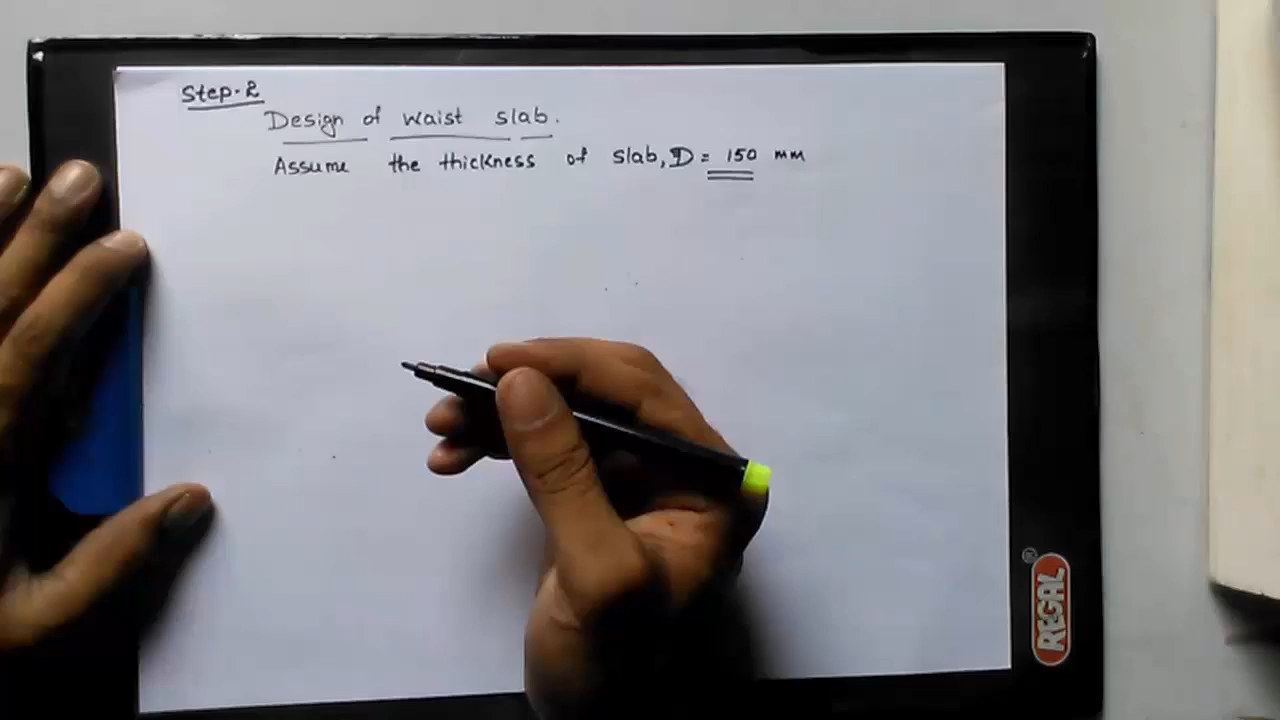 Step-2
Design of waist slab.
Assume the thickness of slab, D = 150 mm
REGAL
®